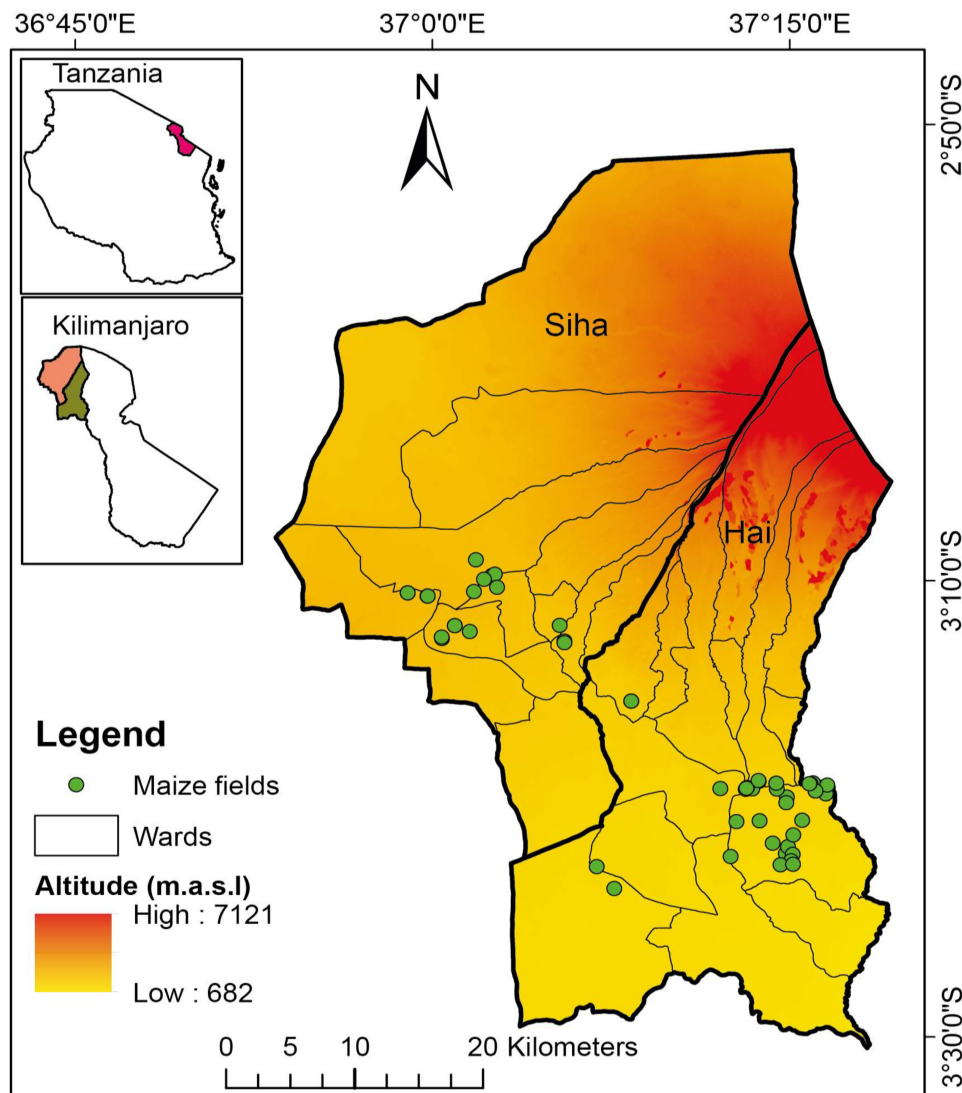 36°45'0"E
37°0'0"E
37°15'0"E
Tanzania
N
2°50'0"S
Kilimanjaro
Siha
Hai
3°10'0"S
Legend
Maize fields
Wards
Altitude (m.a.s.l)
High : 7121
Low : 682
3°30'0"S
0 5 10 20 Kilometers